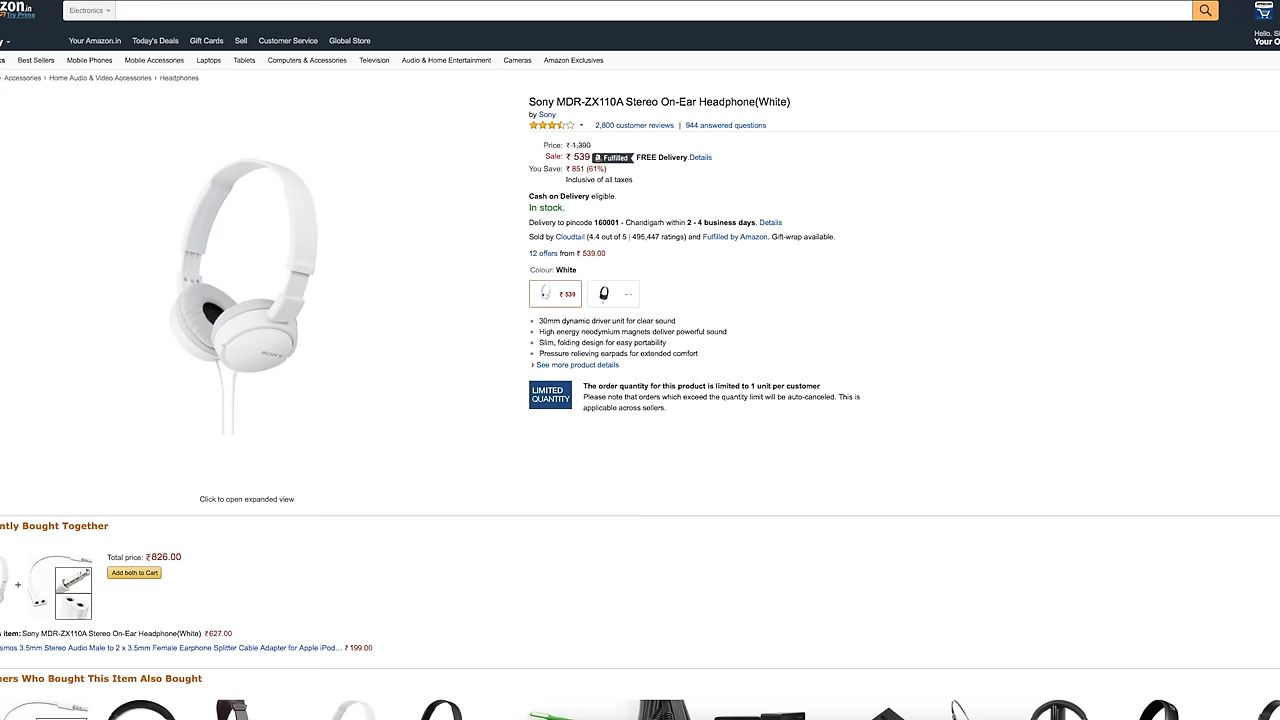 zon.in
Try Prime
Electronics
amazon
Your Amazon.in Today's Deals Gift Cards Sell Customer Service Global Store
Hello.
Your
Best Sellers Mobile Phones Mobile Accessories Laptops Tablets Computers & Accessories Television Audio & Home Entertainment Cameras Amazon Exclusives
Accessories › Home Audio & Video Accessories › Headphones
Sony MDR-ZX110A Stereo On-Ear Headphone(White)
by Sony
2,800 customer reviews | 944 answered questions
Price: ₹ 1,390
Sale: ₹ 539 a Fulfilled FREE Delivery.Details
You Save: ₹ 851 (61%)
Inclusive of all taxes
Cash on Delivery eligible.
In stock.
Delivery to pincode 160001 - Chandigarh within 2 - 4 business days. Details
Sold by Cloudtail (4.4 out of 5 | 495,447 ratings) and Fulfilled by Amazon. Gift-wrap available.
12 offers from ₹ 539.00
Colour: White
₹ 539 - -
30mm dynamic driver unit for clear sound
High energy neodymium magnets deliver powerful sound
Slim, folding design for easy portability
Pressure relieving earpads for extended comfort
› See more product details
LIMITED QUANTITY
The order quantity for this product is limited to 1 unit per customer
Please note that orders which exceed the quantity limit will be auto-canceled. This is
applicable across sellers.
SONY
Click to open expanded view
ntly Bought Together
+
Total price: ₹826.00
Add both to Cart
item: Sony MDR-ZX110A Stereo On-Ear Headphone(White) ₹627.00
smos 3.5mm Stereo Audio Male to 2 x 3.5mm Female Earphone Splitter Cable Adapter for Apple iPod... ₹ 199.00
ners Who Bought This Item Also Bought